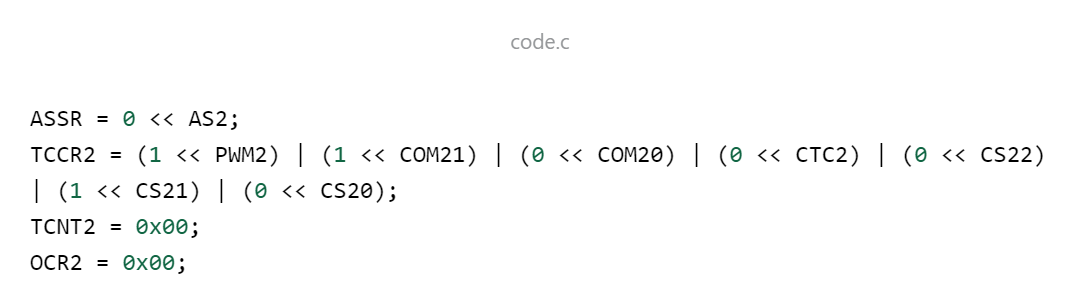 code.c
ASSR = 0 << AS2;
TCCR2 = (1 << PWM2) | (1 << COM21) | (0 << COM20) | (0 << CTC2) | (0 << CS22)
| (1 << CS21) | (0 << CS20);
TCNT2 = 0x00;
OCR2 = 0x00;